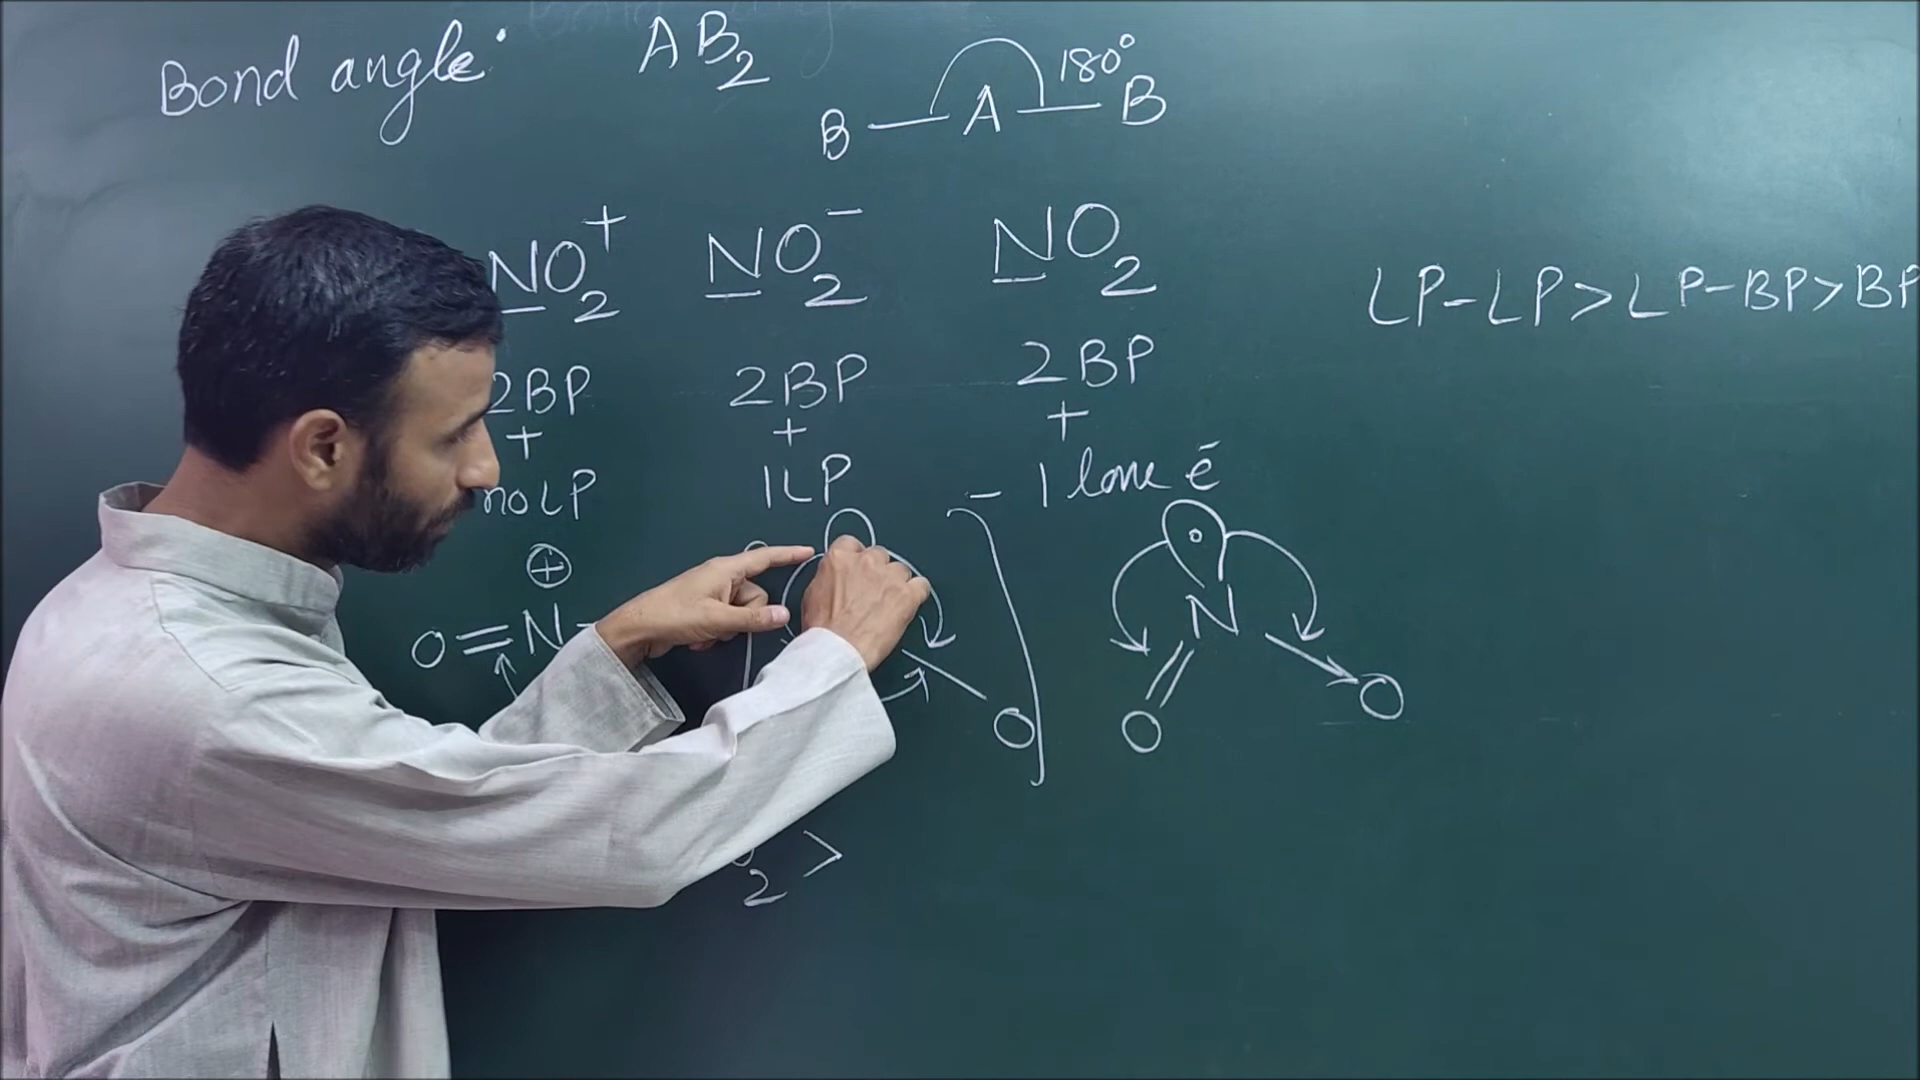 Bond angle
AB2
B — A — B 180°
NO2+ NO2- NO2
LP-LP > LP-BP > BP
2BP 2BP 2BP
+ + +
no LP 1LP - 1 lone e-
⊕
O=N- N
O O O
2 >